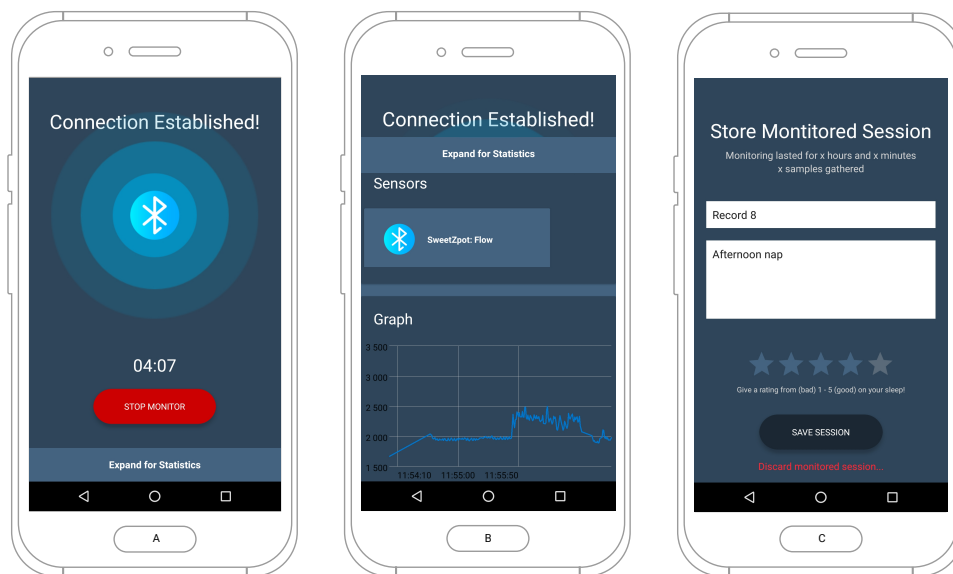 Connection Established!
04:07
STOP MONITOR
Expand for Statistics
A
Connection Established!
Expand for Statistics
Sensors
SweetZpot: Flow
Graph
3 500
3 000
2 500
2 000
1 500
11:54:10 11:55:00 11:55:50
B
Store Montitored Session
Monitoring lasted for x hours and x minutes
x samples gathered
Record 8
Afternoon nap
Give a rating from (bad) 1 - 5 (good) on your sleep!
SAVE SESSION
Discard monitored session...
C